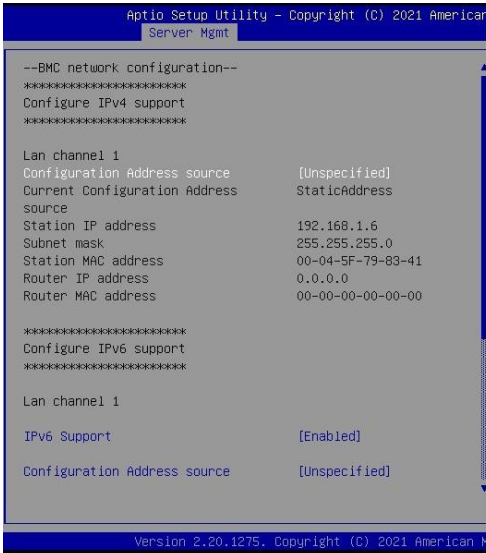 Aptio Setup Utility – Copyright (C) 2021 American
Server Mgmt
--BMC network configuration--
************************
Configure IPv4 support
************************
Lan channel 1
Configuration Address source [Unspecified]
Current Configuration Address StaticAddress
source
Station IP address 192.168.1.6
Subnet mask 255.255.255.0
Station MAC address 00-04-5F-79-83-41
Router IP address 0.0.0.0
Router MAC address 00-00-00-00-00-00
************************
Configure IPv6 support
************************
Lan channel 1
IPv6 Support [Enabled]
Configuration Address source [Unspecified]
Version 2.20.1275. Copyright (C) 2021 American M